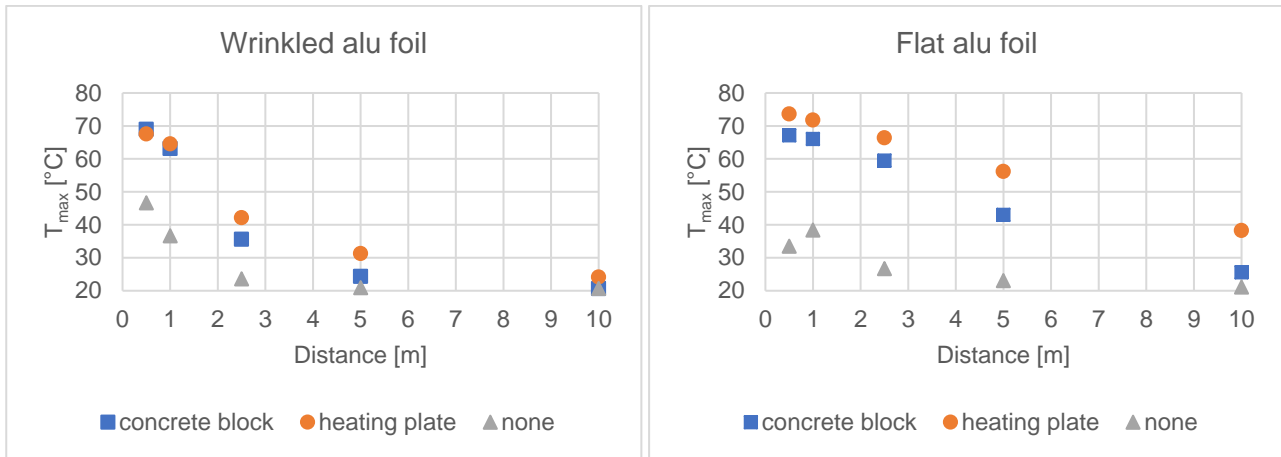 Wrinkled alu foil
T_max [°C]
80
70
60
50
40
30
20
0 1 2 3 4 5 6 7 8 9 10
Distance [m]
concrete block heating plate none
Flat alu foil
T_max [°C]
80
70
60
50
40
30
20
0 1 2 3 4 5 6 7 8 9 10
Distance [m]
concrete block heating plate none